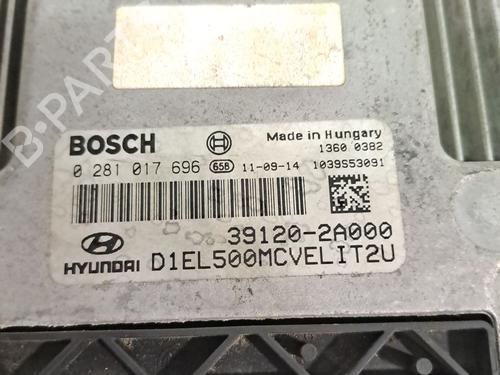 BOSCH
Made in Hungary
1360 0382
0 281 017 696 658 11-09-14 1039S53091
39120-2A000
HYUNDAI D1EL500MCVELIT2U
B-PARTS